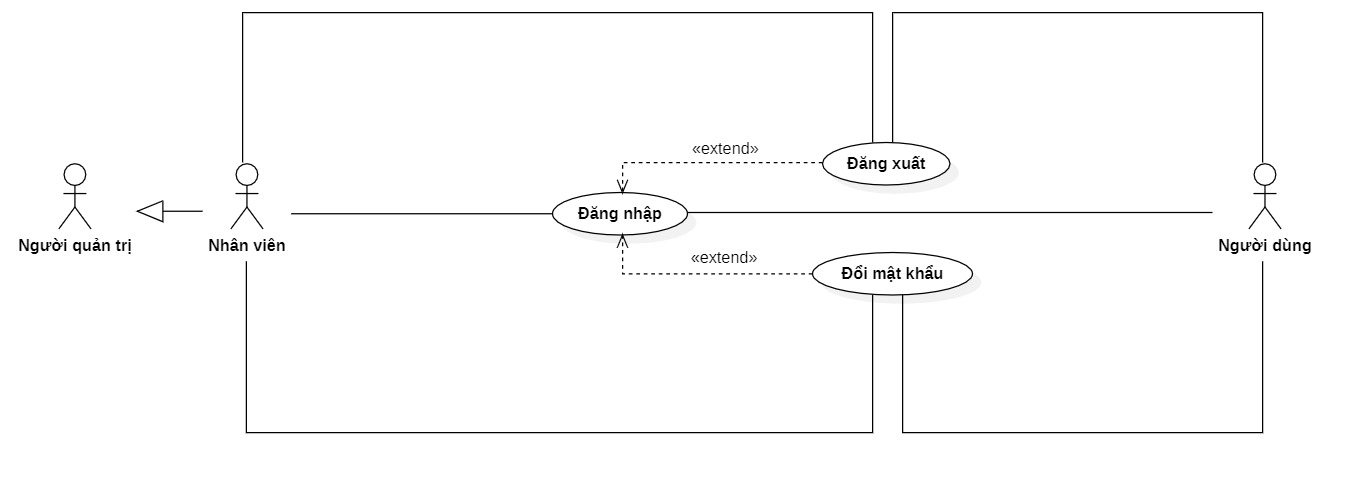 «extend»
Đăng xuất
Đăng nhập
Người quản trị
Nhân viên
Người dùng
«extend»
Đổi mật khẩu